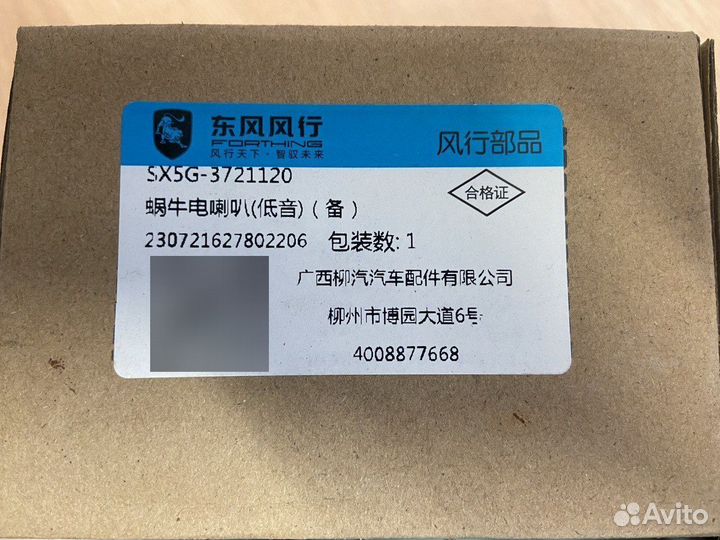 东风风行
FORTHING
风行天下·智驭未来
风行部品
SX5G-3721120
合格证
蜗牛电喇叭(低音)(备)
230721627802206 包装数: 1
广西柳汽汽车配件有限公司
柳州市博园大道6号
4008877668
Avito